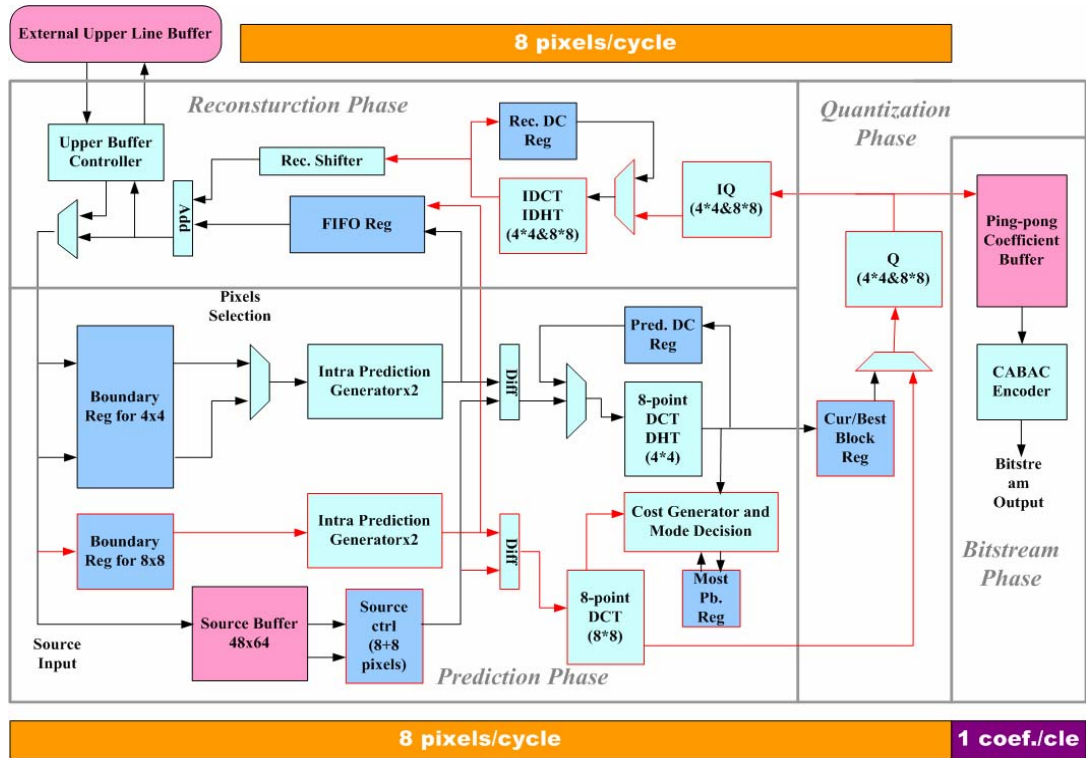 External Upper Line Buffer
8 pixels/cycle
Reconsturction Phase
Quantization
Phase
Upper Buffer
Controller
Rec. Shifter
Rec. DC
Reg
Add
FIFO Reg
IDCT
IDHT
(4*4&8*8)
IQ
(4*4&8*8)
Q
(4*4&8*8)
Ping-pong
Coefficient
Buffer
Pixels
Selection
Boundary
Reg for 4x4
Intra Prediction
Generatorx2
Diff
Pred. DC
Reg
8-point
DCT
DHT
(4*4)
Cur/Best
Block
Reg
CABAC
Encoder
Bitstre
am
Output
Boundary
Reg for 8x8
Intra Prediction
Generatorx2
Diff
Cost Generator and
Mode Decision
Most
Pb.
Reg
8-point
DCT
(8*8)
Bitstream
Phase
Source
Input
Source Buffer
48x64
Source
ctrl
(8+8
pixels)
Prediction Phase
8 pixels/cycle
1 coef./cle